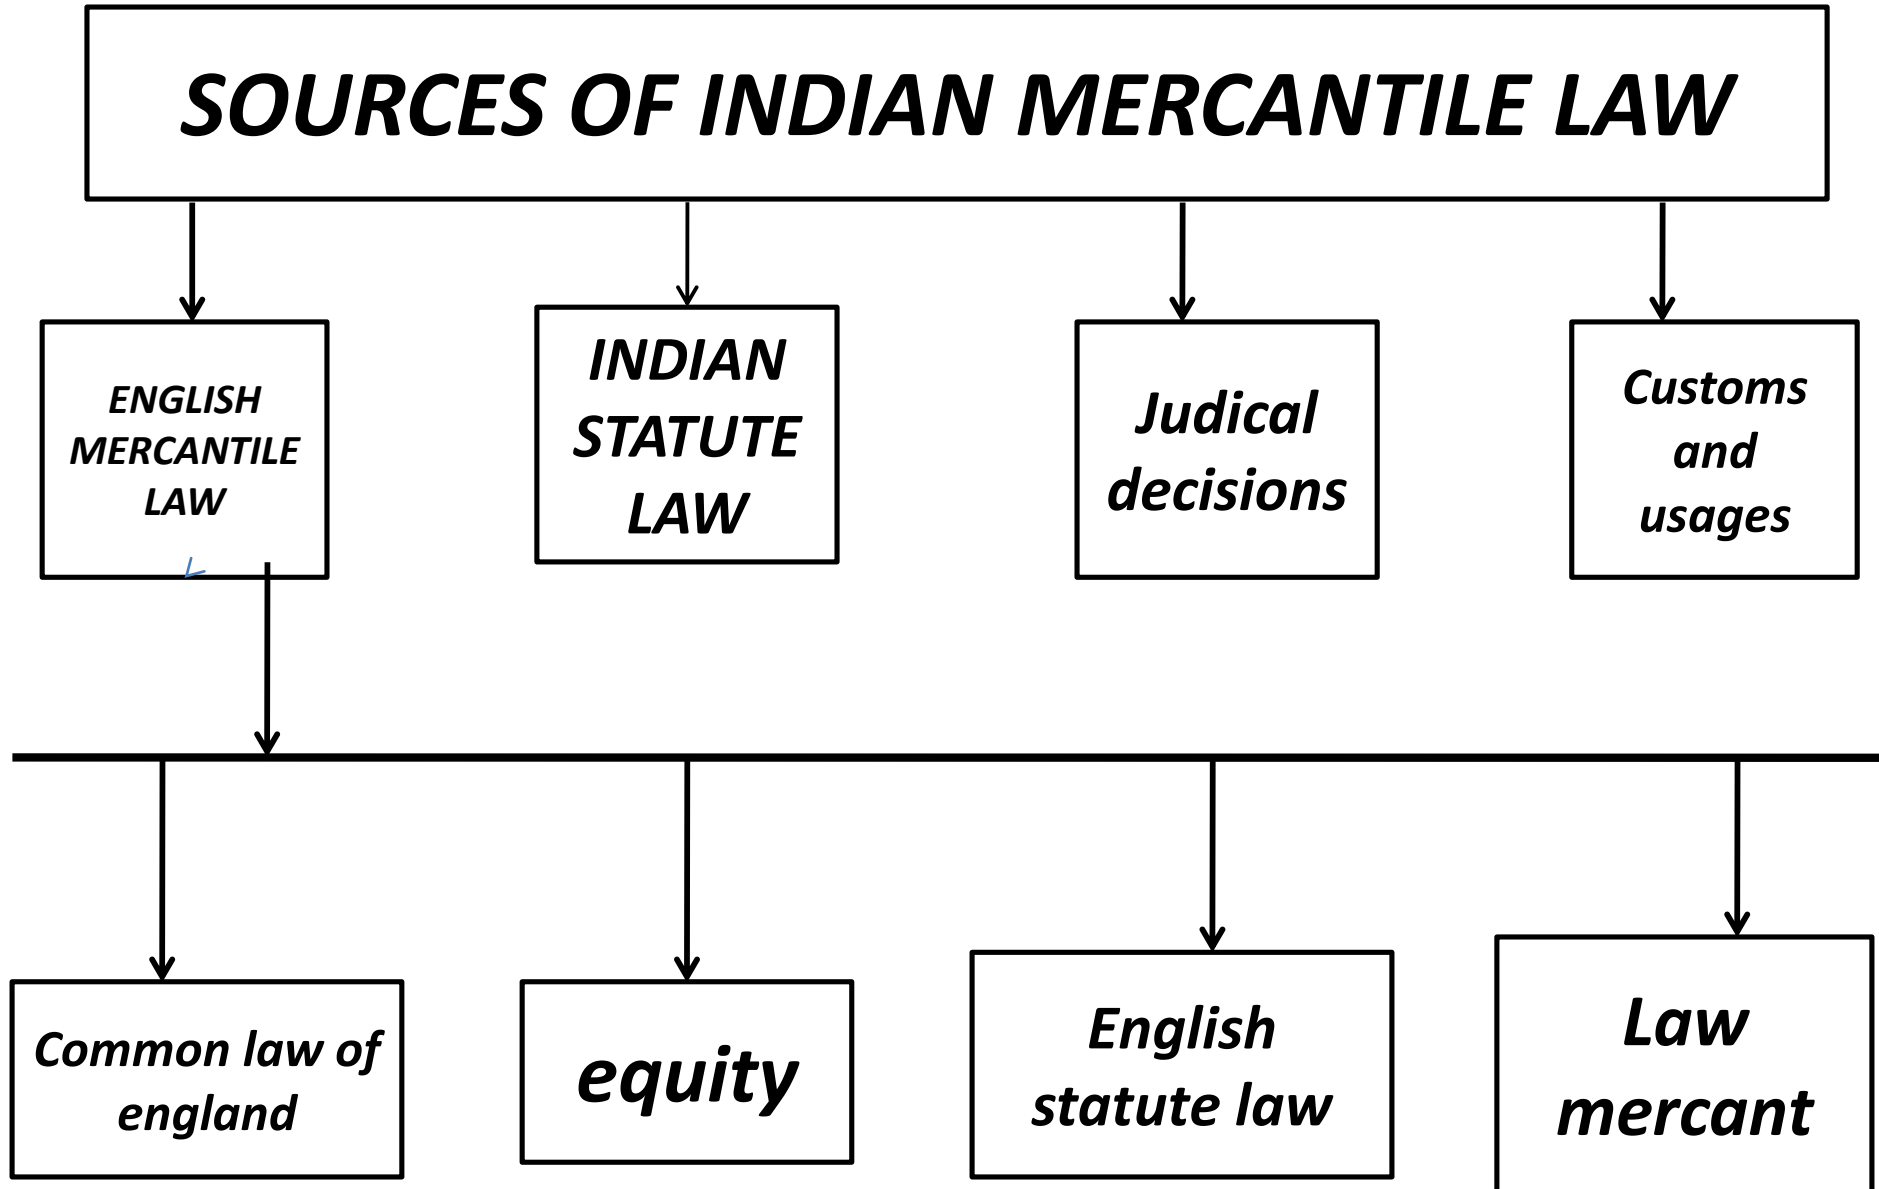 SOURCES OF INDIAN MERCANTILE LAW
ENGLISH
MERCANTILE
LAW
INDIAN
STATUTE
LAW
Judical
decisions
Customs
and
usages
Common law of
england
equity
English
statute law
Law
mercant